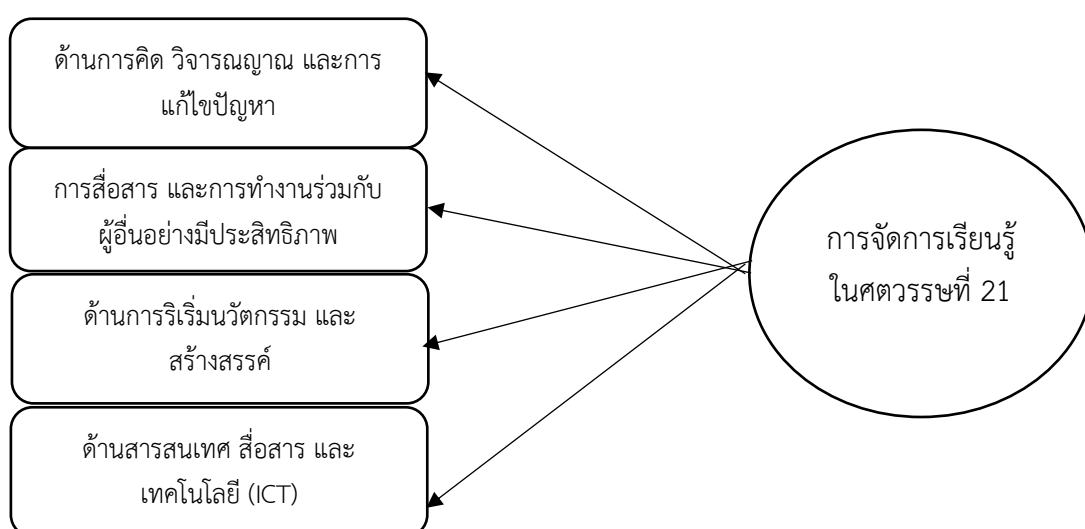 ด้านการคิด วิจารณญาณ และการ
แก้ไขปัญหา
การสื่อสาร และการทำงานร่วมกับ
ผู้อื่นอย่างมีประสิทธิภาพ
ด้านการริเริ่มนวัตกรรม และ
สร้างสรรค์
ด้านสารสนเทศ สื่อสาร และ
เทคโนโลยี (ICT)
การจัดการเรียนรู้
ในศตวรรษที่ 21